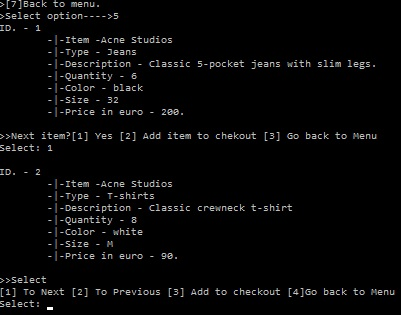 >[7]Back to menu.
>Select option---->5
ID. - 1
-|-Item -Acne Studios
-|-Type - Jeans
-|-Description - Classic 5-pocket jeans with slim legs.
-|-Quantity - 6
-|-Color - black
-|-Size - 32
-|-Price in euro - 200.
>>Next item?[1] Yes [2] Add item to chekout [3] Go back to Menu
Select: 1
ID. - 2
-|-Item -Acne Studios
-|-Type - T-shirts
-|-Description - Classic crewneck t-shirt
-|-Quantity - 8
-|-Color - white
-|-Size - M
-|-Price in euro - 90.
>>Select
[1] To Next [2] To Previous [3] Add to checkout [4]Go back to Menu
Select: